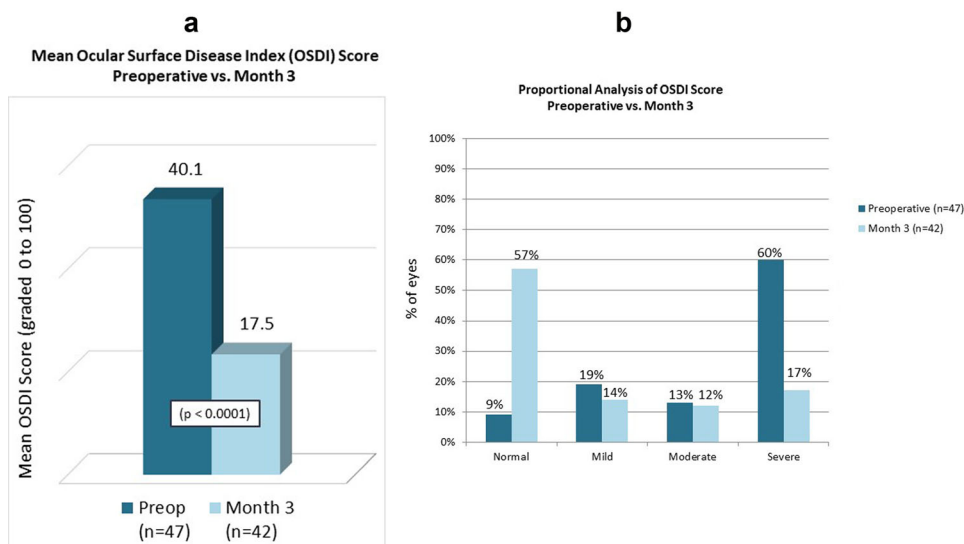 a
Mean Ocular Surface Disease Index (OSDI) Score
Preoperative vs. Month 3
Mean OSDI Score (graded 0 to 100)
40.1
17.5
(p < 0.0001)
Preop
(n=47)
Month 3
(n=42)
b
Proportional Analysis of OSDI Score
Preoperative vs. Month 3
% of eyes
100%
90%
80%
70%
60%
50%
40%
30%
20%
10%
0%
9%
57%
19%
14%
13%
12%
60%
17%
Normal
Mild
Moderate
Severe
Preoperative (n=47)
Month 3 (n=42)